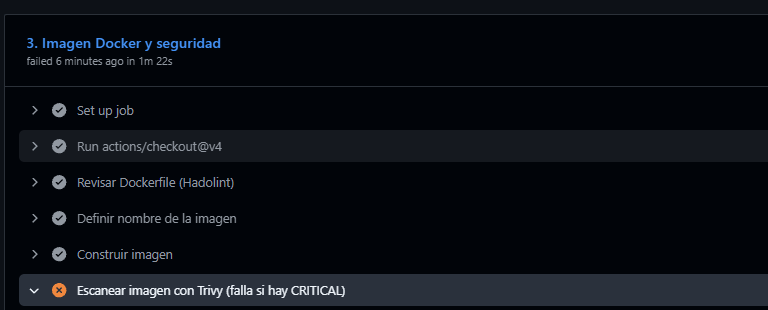 3. Imagen Docker y seguridad
failed 6 minutes ago in 1m 22s
Set up job
Run actions/checkout@v4
Revisar Dockerfile (Hadolint)
Definir nombre de la imagen
Construir imagen
Escanear imagen con Trivy (falla si hay CRITICAL)